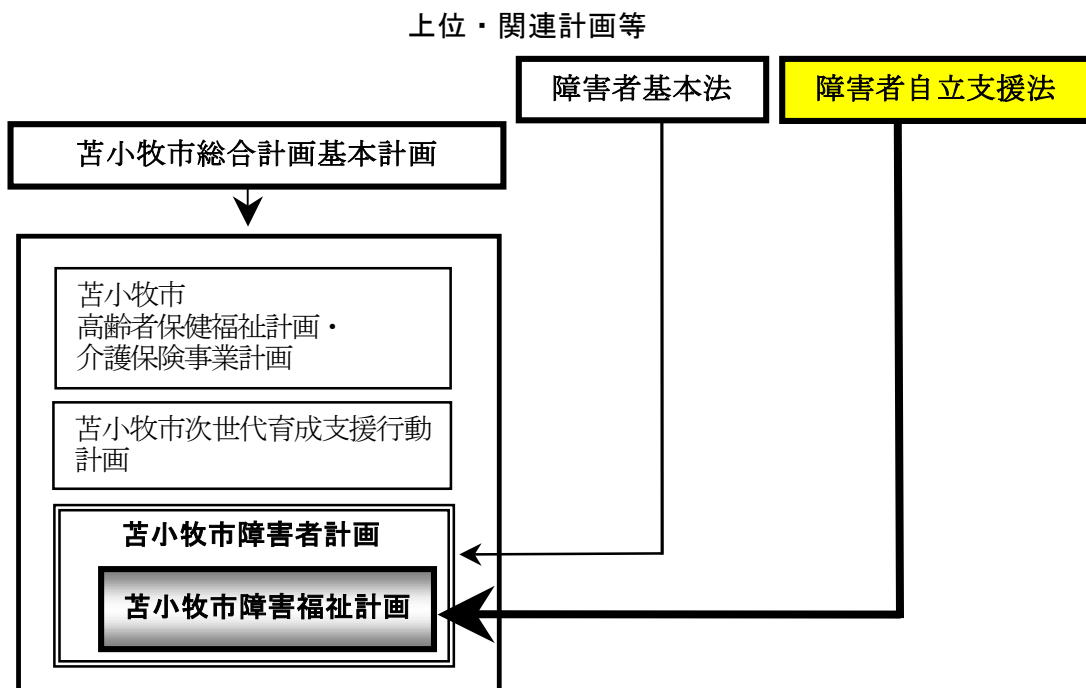 上位・関連計画等
障害者基本法
障害者自立支援法
苫小牧市総合計画基本計画
苫小牧市
高齢者保健福祉計画・
介護保険事業計画
苫小牧市次世代育成支援行動
計画
苫小牧市障害者計画
苫小牧市障害福祉計画